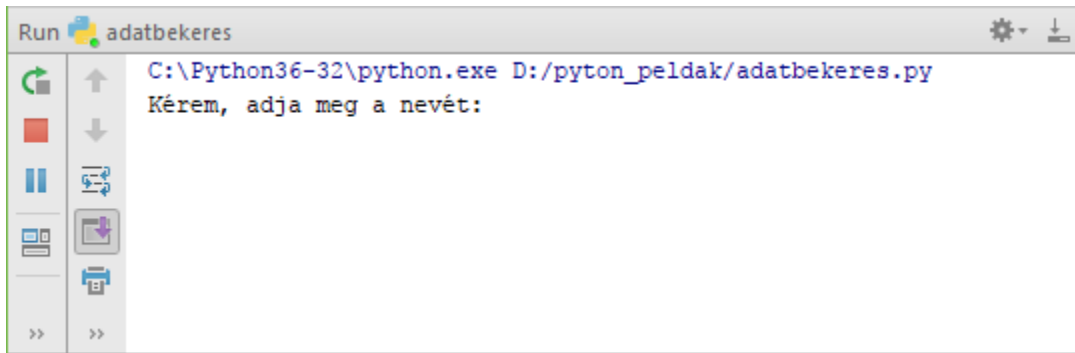 Run adatbekeres
C:\Python36-32\python.exe D:/pyton_peldak/adatbekeres.py
Kérem, adja meg a nevét: